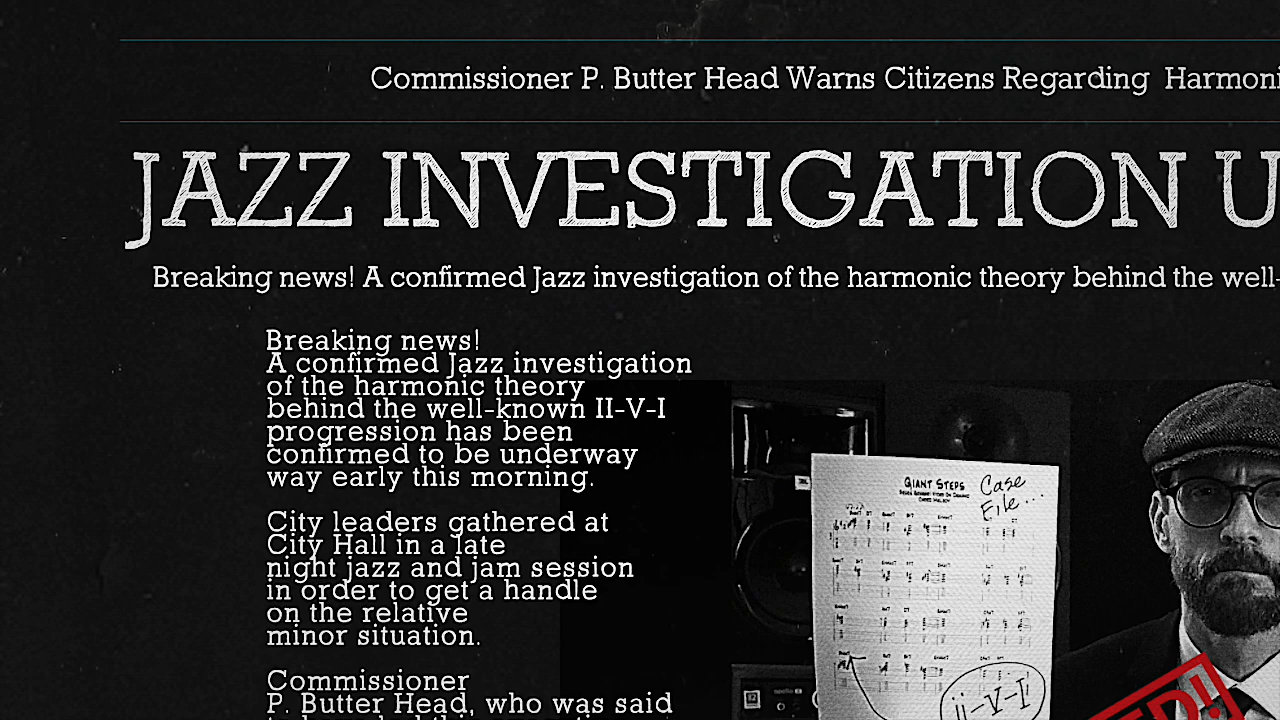 Commissioner P. Butter Head Warns Citizens Regarding Harmoni
JAZZ INVESTIGATION U
Breaking news! A confirmed Jazz investigation of the harmonic theory behind the well-
Breaking news!
A confirmed Jazz investigation
of the harmonic theory
behind the well-known II-V-I
progression has been
confirmed to be underway
way early this morning.
City leaders gathered at
City Hall in a late
night jazz and jam session
in order to get a handle
on the relative
minor situation.
Commissioner
P. Butter Head, who was said
GIANT STEPS
Case
File...
ii-V-I
ED!